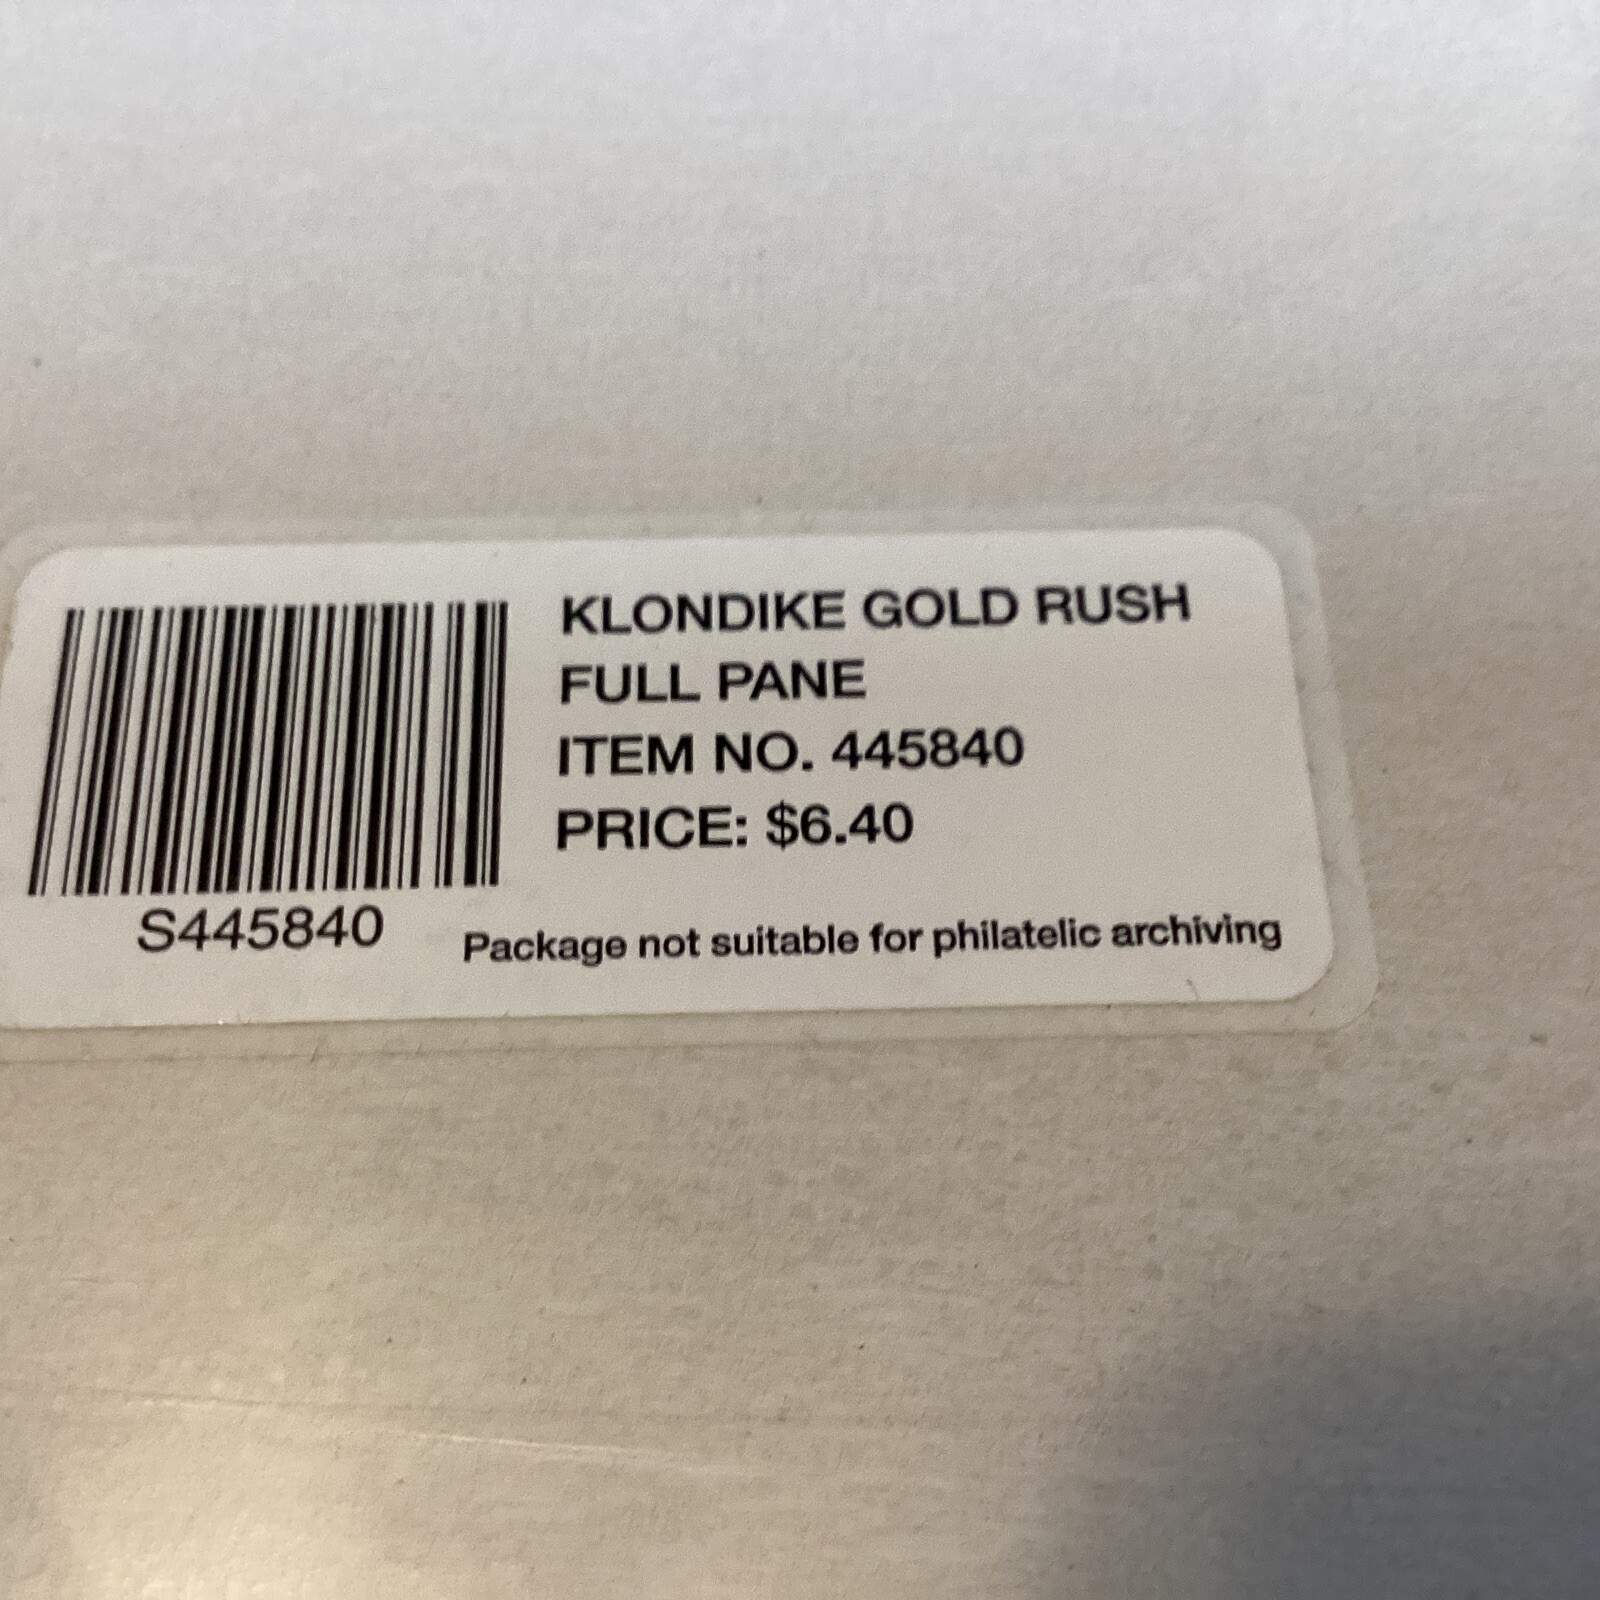 KLONDIKE GOLD RUSH
FULL PANE
ITEM NO. 445840
PRICE: $6.40
S445840
Package not suitable for philatelic archiving